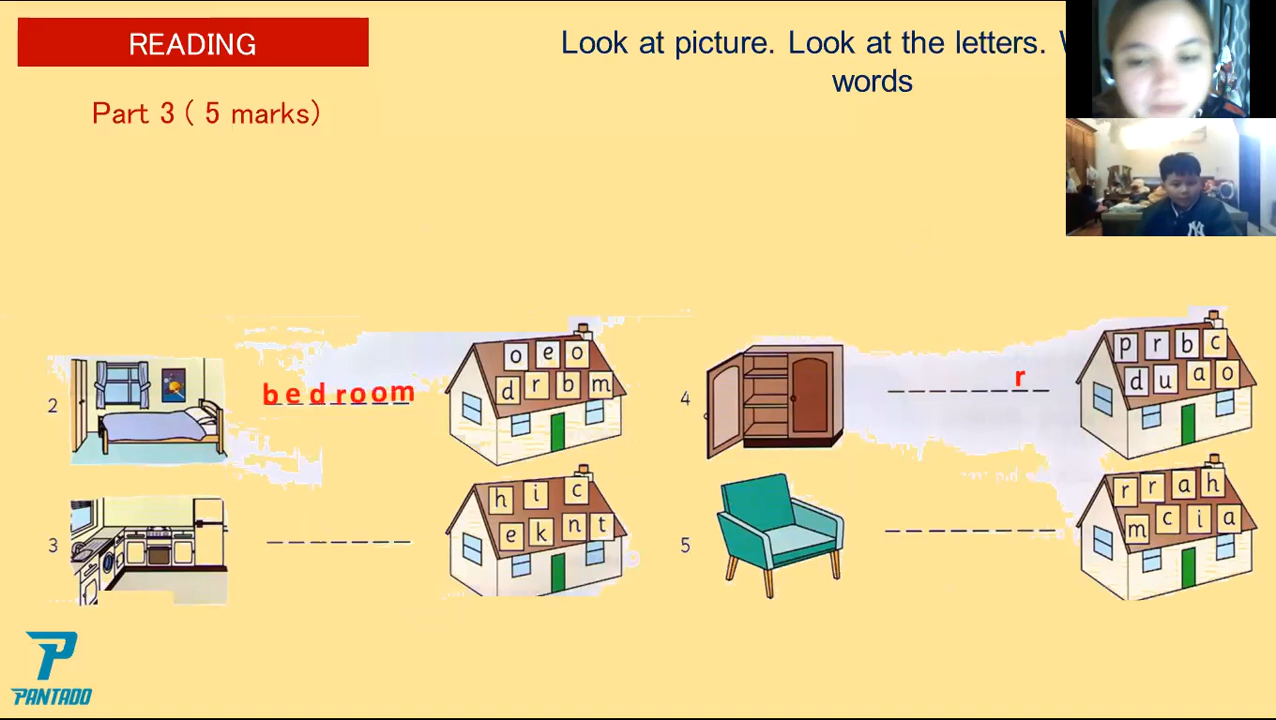 READING
Part 3 ( 5 marks)
Look at picture. Look at the letters.
words
2
bedroom
o e o
d r b m
3
h i c
e k n t
4
r
p r b c
d u a o
5
r r a h
m c i a
PANTADO